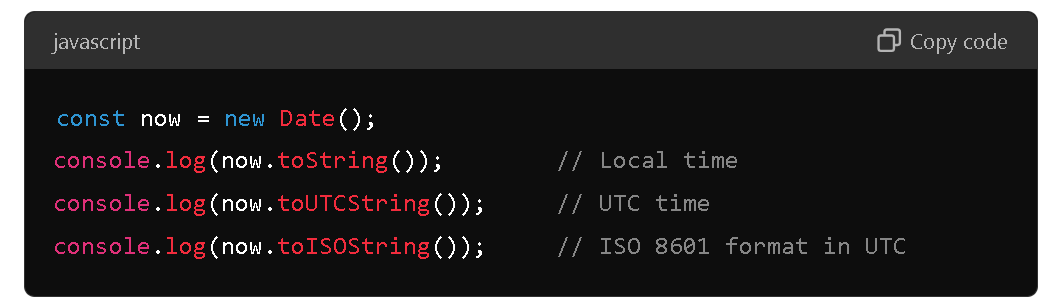 javascript Copy code
const now = new Date();
console.log(now.toString()); // Local time
console.log(now.toUTCString()); // UTC time
console.log(now.toISOString()); // ISO 8601 format in UTC